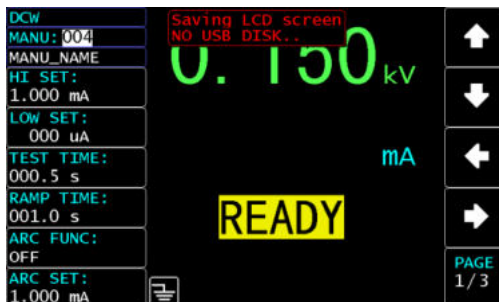 DCW
MANU: 004
MANU_NAME
HI SET:
1.000 mA
LOW SET:
000 uA
TEST TIME:
000.5 s
RAMP TIME:
001.0 s
ARC FUNC:
OFF
ARC SET:
1.000 mA
Saving LCD screen
NO USB DISK..
0.150 kV
mA
READY
PAGE
1/3